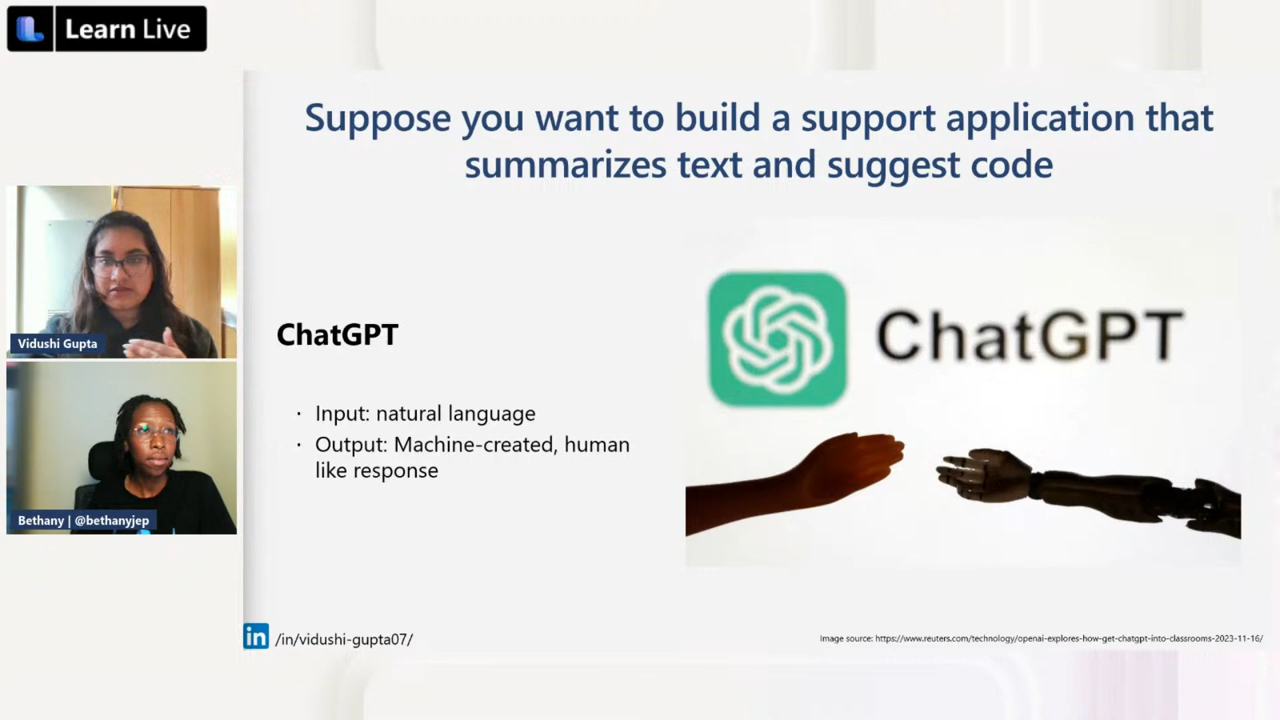 Learn Live
Suppose you want to build a support application that
summarizes text and suggest code
Vidushi Gupta
Bethany | @bethanyjep
ChatGPT
· Input: natural language
· Output: Machine-created, human
like response
ChatGPT
in /in/vidushi-gupta07/
Image source: https://www.reuters.com/technology/openai-explores-how-get-chatgpt-into-classrooms-2023-11-16/